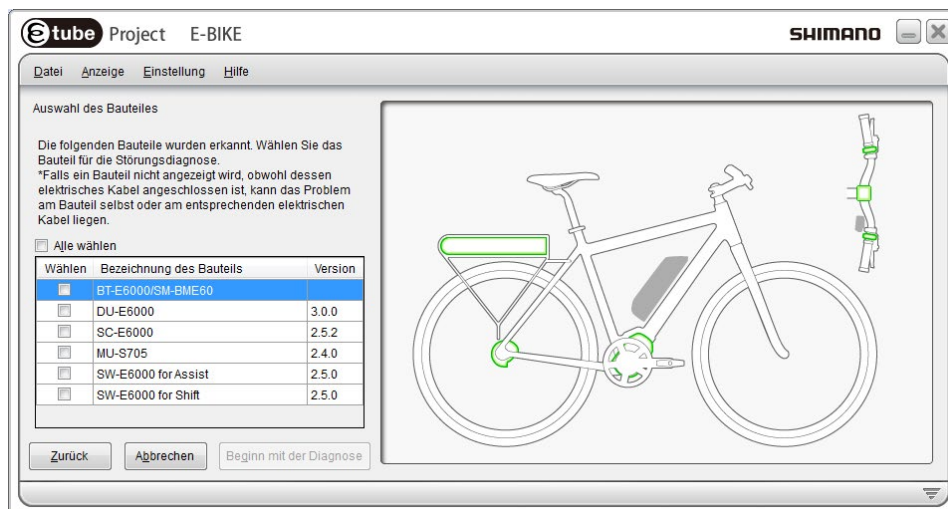 Etube Project E-BIKE SHIMANO
Datei Anzeige Einstellung Hilfe
Auswahl des Bauteiles
Die folgenden Bauteile wurden erkannt. Wählen Sie das
Bauteil für die Störungsdiagnose.
*Falls ein Bauteil nicht angezeigt wird, obwohl dessen
elektrisches Kabel angeschlossen ist, kann das Problem
am Bauteil selbst oder am entsprechenden elektrischen
Kabel liegen.
Alle wählen
Wählen Bezeichnung des Bauteils Version
BT-E6000/SM-BME60
DU-E6000 3.0.0
SC-E6000 2.5.2
MU-S705 2.4.0
SW-E6000 for Assist 2.5.0
SW-E6000 for Shift 2.5.0
Zurück Abbrechen Beginn mit der Diagnose